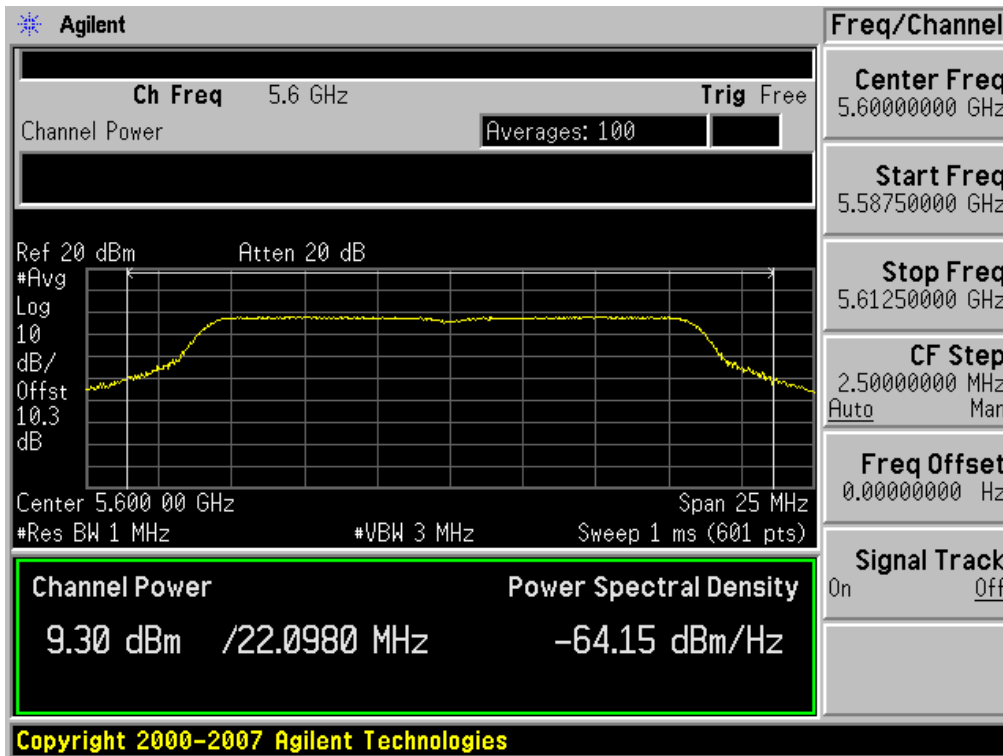 Agilent
Freq/Channel
Ch Freq 5.6 GHz Trig Free
Channel Power Averages: 100
Ref 20 dBm Atten 20 dB
#Avg
Log
10
dB/
Offst
10.3
dB
Center 5.600 00 GHz Span 25 MHz
#Res BW 1 MHz #VBW 3 MHz Sweep 1 ms (601 pts)
Channel Power Power Spectral Density
9.30 dBm /22.0980 MHz -64.15 dBm/Hz
Center Freq
5.60000000 GHz
Start Freq
5.58750000 GHz
Stop Freq
5.61250000 GHz
CF Step
2.50000000 MHz
Auto Man
Freq Offset
0.00000000 Hz
Signal Track
On Off
Copyright 2000-2007 Agilent Technologies